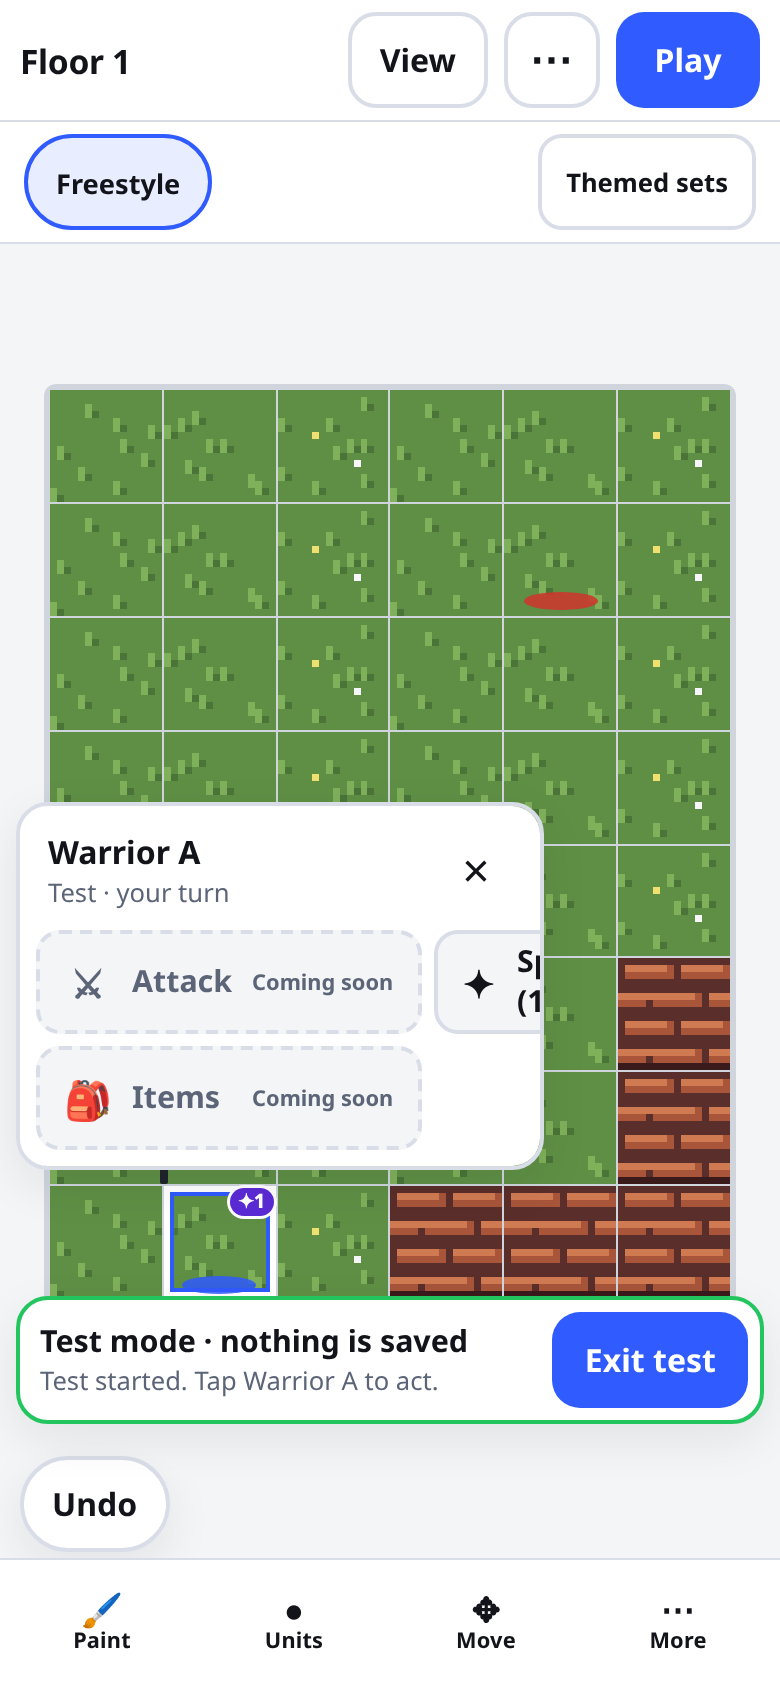 Floor 1
View
Play
Freestyle
Themed sets
Warrior A
Test · your turn
Attack Coming soon
(1
Items Coming soon
✦1
Test mode · nothing is saved
Test started. Tap Warrior A to act.
Exit test
Undo
Paint
Units
Move
More